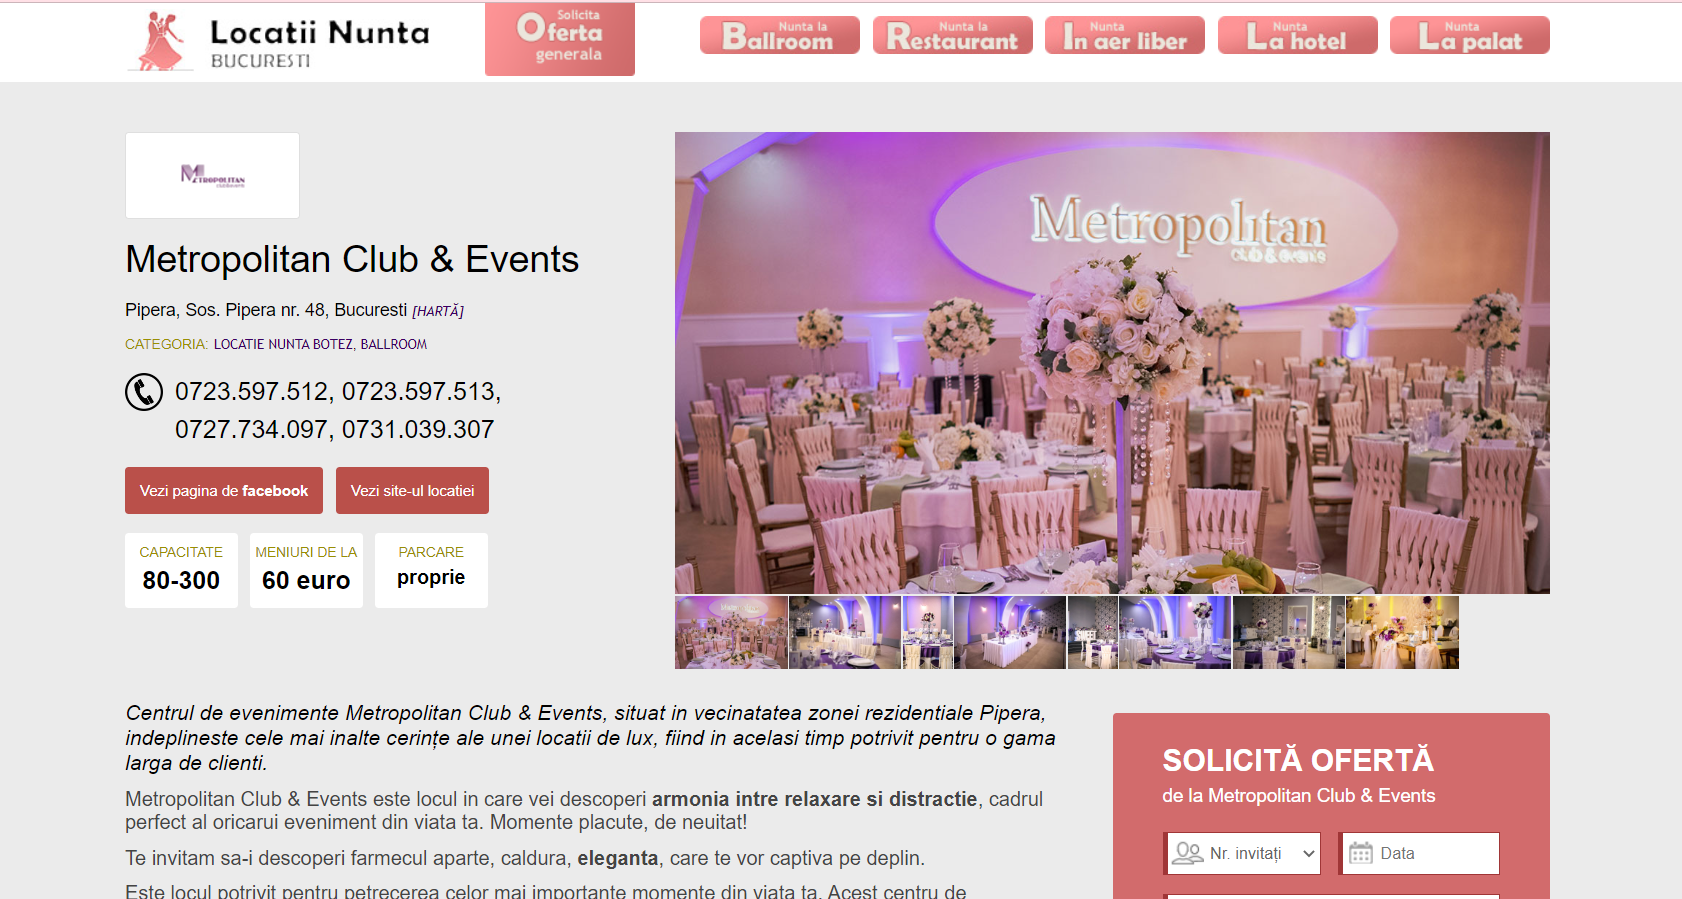 Locatii Nunta
BUCURESTI
Solicita
Oferta
generala
Nunta la
Ballroom
Nunta la
Restaurant
Nunta
In aer liber
Nunta
La hotel
Nunta
La palat
METROPOLITAN
Metropolitan
club & events
Metropolitan Club & Events
Pipera, Sos. Pipera nr. 48, Bucuresti [HARTĂ]
CATEGORIA: LOCATIE NUNTA BOTEZ, BALLROOM
0723.597.512, 0723.597.513,
0727.734.097, 0731.039.307
Vezi pagina de facebook
Vezi site-ul locatiei
CAPACITATE
80-300
MENIURI DE LA
60 euro
PARCARE
proprie
Centrul de evenimente Metropolitan Club & Events, situat in vecinatatea zonei rezidentiale Pipera,
indeplineste cele mai inalte cerințe ale unei locatii de lux, fiind in acelasi timp potrivit pentru o gama
larga de clienti.
Metropolitan Club & Events este locul in care vei descoperi armonia intre relaxare si distractie, cadrul
perfect al oricarui eveniment din viata ta. Momente placute, de neuitat!
Te invitam sa-i descoperi farmecul aparte, caldura, eleganta, care te vor captiva pe deplin.
Este locul potrivit pentru petrecerea celor mai importante momente din viata ta. Acest centru de
SOLICITĂ OFERTĂ
de la Metropolitan Club & Events
Nr. invitați
Data